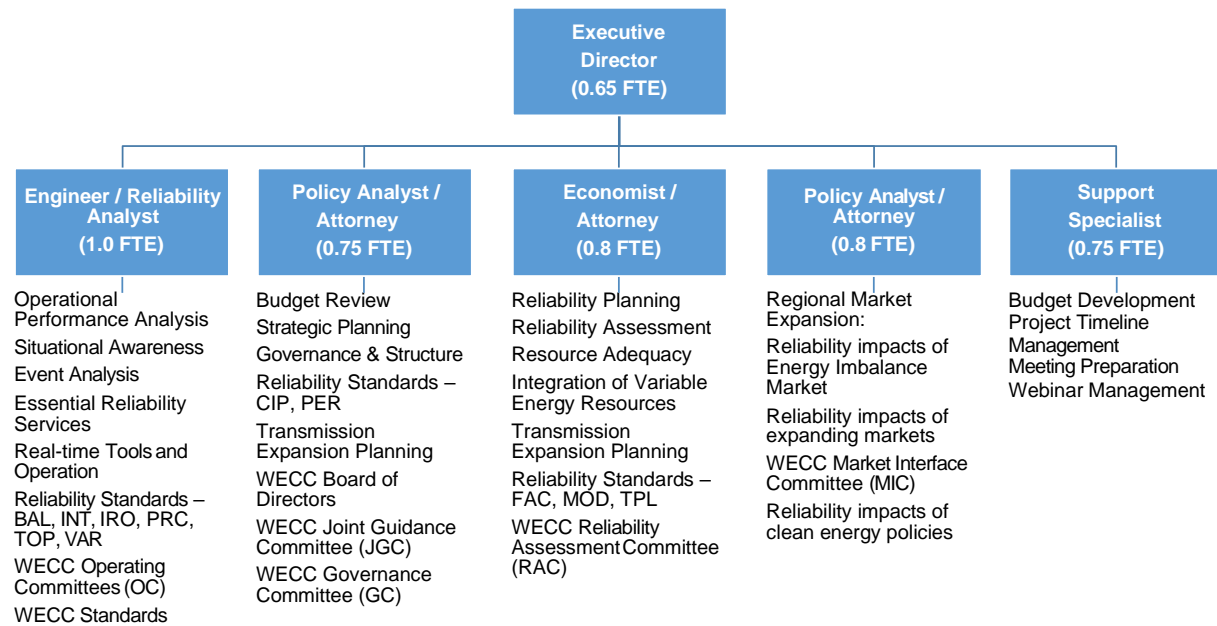 Executive
Director
(0.65 FTE)
Engineer / Reliability
Analyst
(1.0 FTE)
Operational
Performance Analysis
Situational Awareness
Event Analysis
Essential Reliability
Services
Real-time Tools and
Operation
Reliability Standards –
BAL, INT, IRO, PRC,
TOP, VAR
WECC Operating
Committees (OC)
WECC Standards
Policy Analyst /
Attorney
(0.75 FTE)
Budget Review
Strategic Planning
Governance & Structure
Reliability Standards –
CIP, PER
Transmission
Expansion Planning
WECC Board of
Directors
WECC Joint Guidance
Committee (JGC)
WECC Governance
Committee (GC)
Economist /
Attorney
(0.8 FTE)
Reliability Planning
Reliability Assessment
Resource Adequacy
Integration of Variable
Energy Resources
Transmission
Expansion Planning
Reliability Standards –
FAC, MOD, TPL
WECC Reliability
Assessment Committee
(RAC)
Policy Analyst /
Attorney
(0.8 FTE)
Regional Market
Expansion:
Reliability impacts of
Energy Imbalance
Market
Reliability impacts of
expanding markets
WECC Market Interface
Committee (MIC)
Reliability impacts of
clean energy policies
Support
Specialist
(0.75 FTE)
Budget Development
Project Timeline
Management
Meeting Preparation
Webinar Management